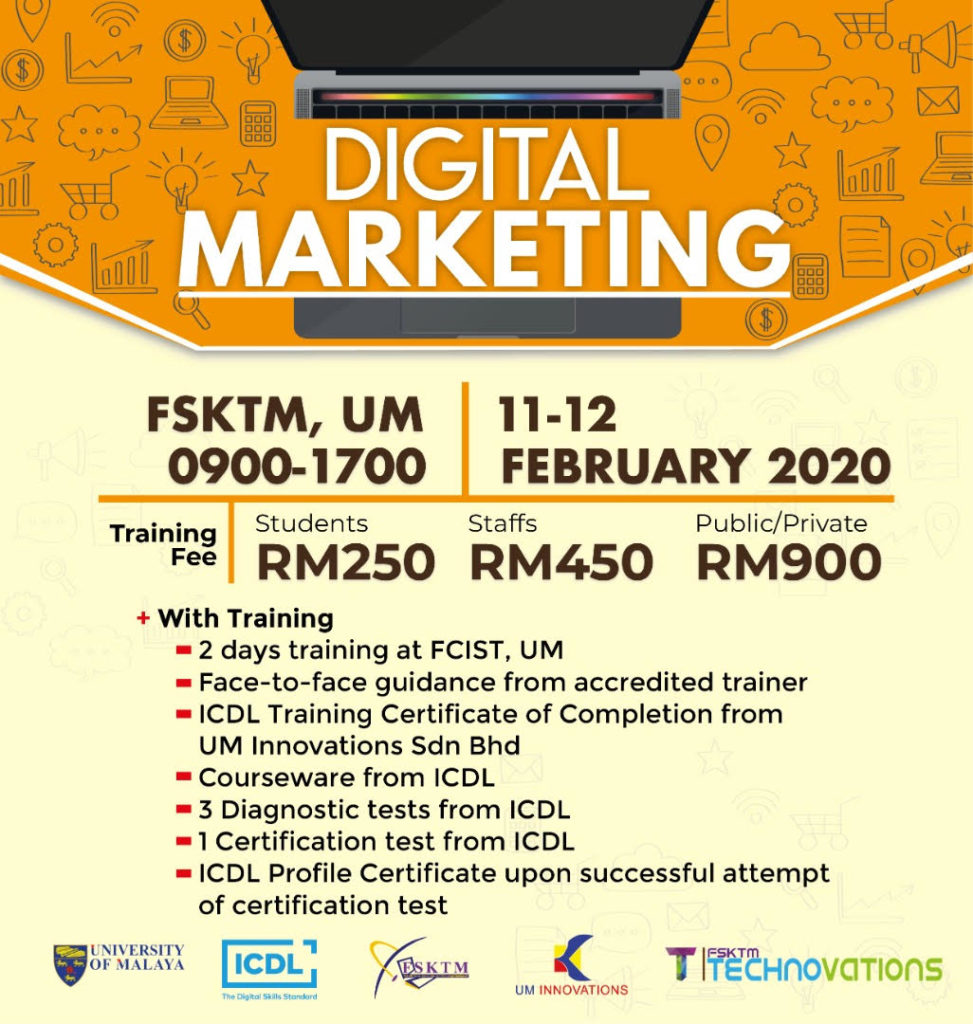 DIGITAL
MARKETING
FSKTM, UM
0900-1700
11-12
FEBRUARY 2020
Training
Fee
Students
RM250
Staffs
RM450
Public/Private
RM900
+ With Training
- 2 days training at FCIST, UM
- Face-to-face guidance from accredited trainer
- ICDL Training Certificate of Completion from
UM Innovations Sdn Bhd
- Courseware from ICDL
- 3 Diagnostic tests from ICDL
- 1 Certification test from ICDL
- ICDL Profile Certificate upon successful attempt
of certification test
UNIVERSITY
OF MALAYA
ICDL
The Digital Skills Standard
FSKTM
UM INNOVATIONS
T FSKTM
TECHNOVATIONS